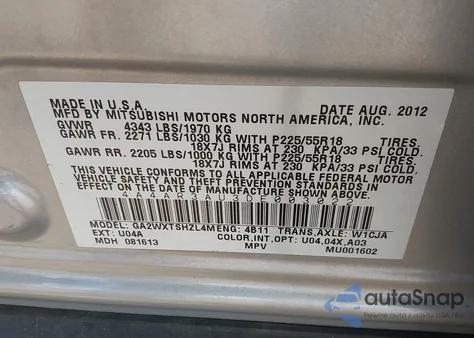 MADE IN U.S.A. DATE AUG. 2012
MFD BY MITSUBISHI MOTORS NORTH AMERICA, INC.
GVWR 4343 LBS/1970 KG
GAWR FR. 2271 LBS/1030 KG WITH P225/55R18 TIRES.
18X7J RIMS AT 230 KPA/33 PSI COLD.
GAWR RR. 2205 LBS/1000 KG WITH P225/55R18 TIRES.
18X7J RIMS AT 230 KPA/33 PSI COLD.
THIS VEHICLE CONFORMS TO ALL APPLICABLE FEDERAL MOTOR
VEHICLE SAFETY AND THEFT PREVENTION STANDARDS IN EFFECT ON THE
DATE OF MANUFACTURE SHOWN ABOVE.
4A4AR3AU3DE003022
MODEL: GA2WXTSHZL4M ENG: 4B11 TRANS,AXLE: W1CJA
EXT: U04A COLOR,INT,OPT: U04,04X,A03
MDH 081613 MPV MU001602
autoSnap